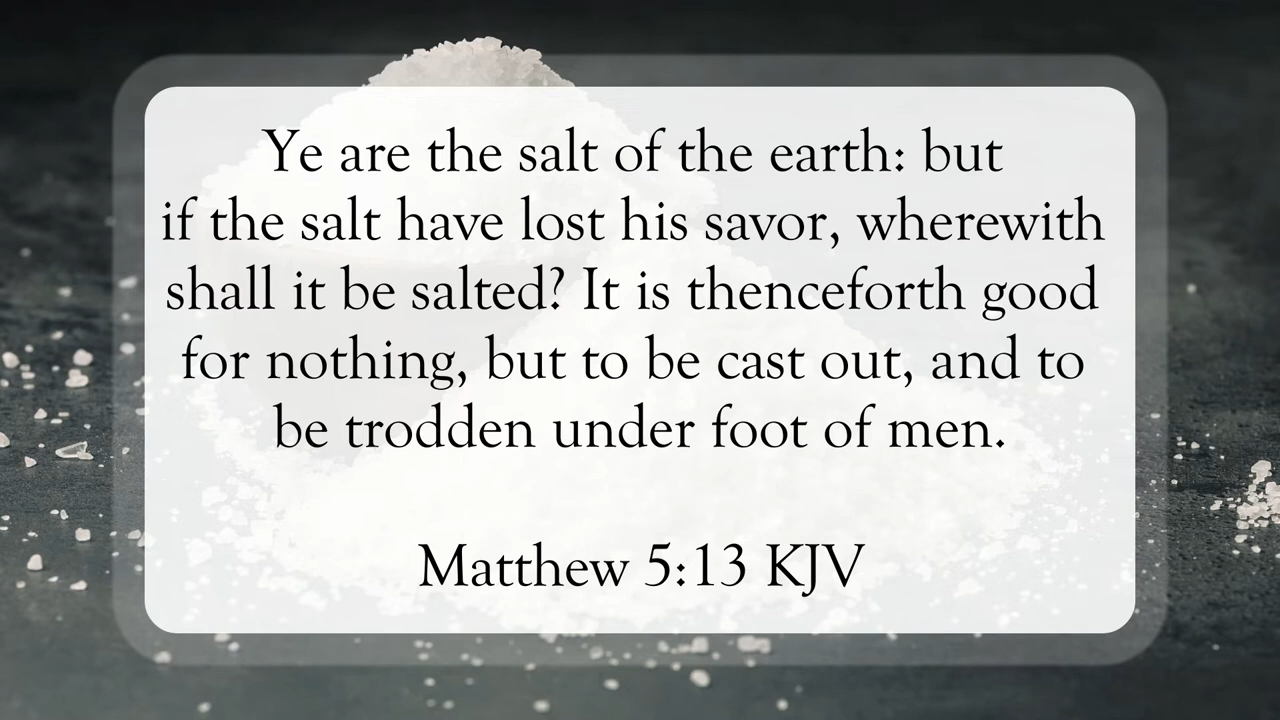 Ye are the salt of the earth: but
if the salt have lost his savor, wherewith
shall it be salted? It is thenceforth good
for nothing, but to be cast out, and to
be trodden under foot of men.
Matthew 5:13 KJV